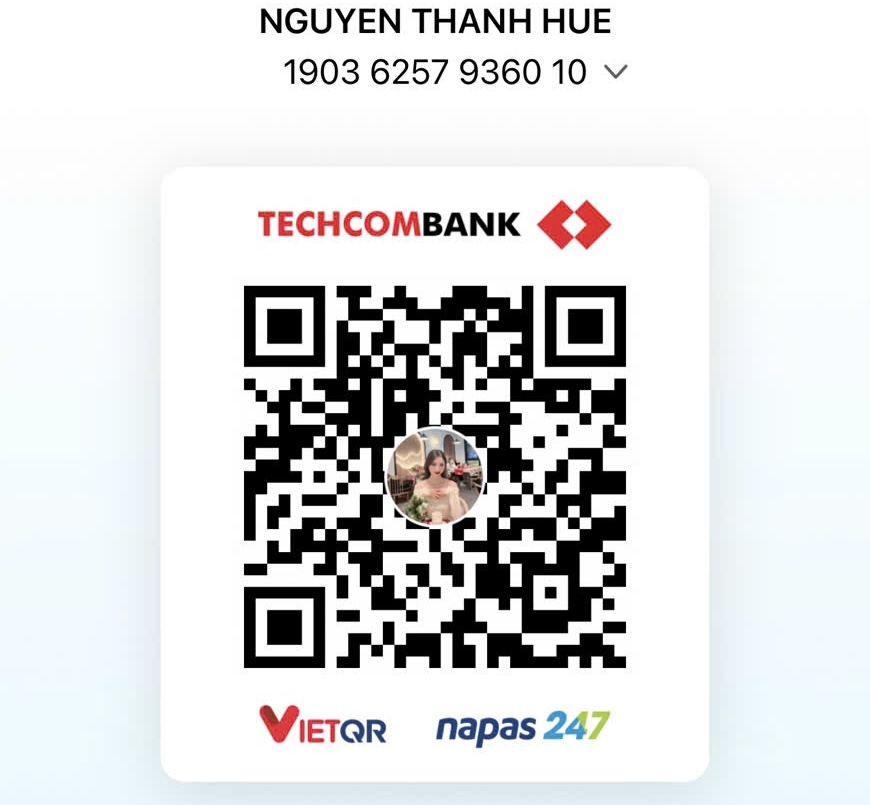 NGUYEN THANH HUE
1903 6257 9360 10
TECHCOMBANK
VIETQR
napas 247